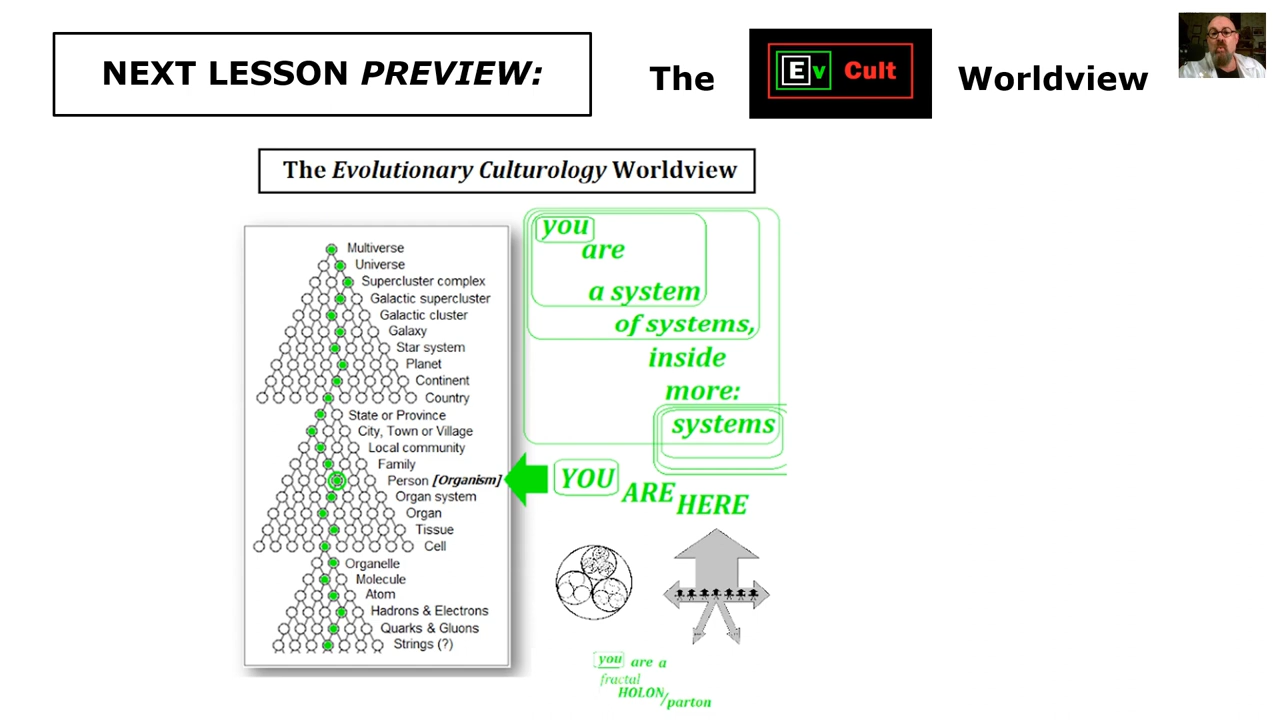 NEXT LESSON PREVIEW:
The Ev Cult Worldview
The Evolutionary Culturology Worldview
Multiverse
Universe
Supercluster complex
Galactic supercluster
Galactic cluster
Galaxy
Star system
Planet
Continent
Country
State or Province
City, Town or Village
Local community
Family
Person [Organism]
Organ system
Organ
Tissue
Cell
Organelle
Molecule
Atom
Hadrons & Electrons
Quarks & Gluons
Strings (?)
you
are
a system
of systems,
inside
more:
systems
YOU ARE HERE
you are a
fractal
HOLON/parton